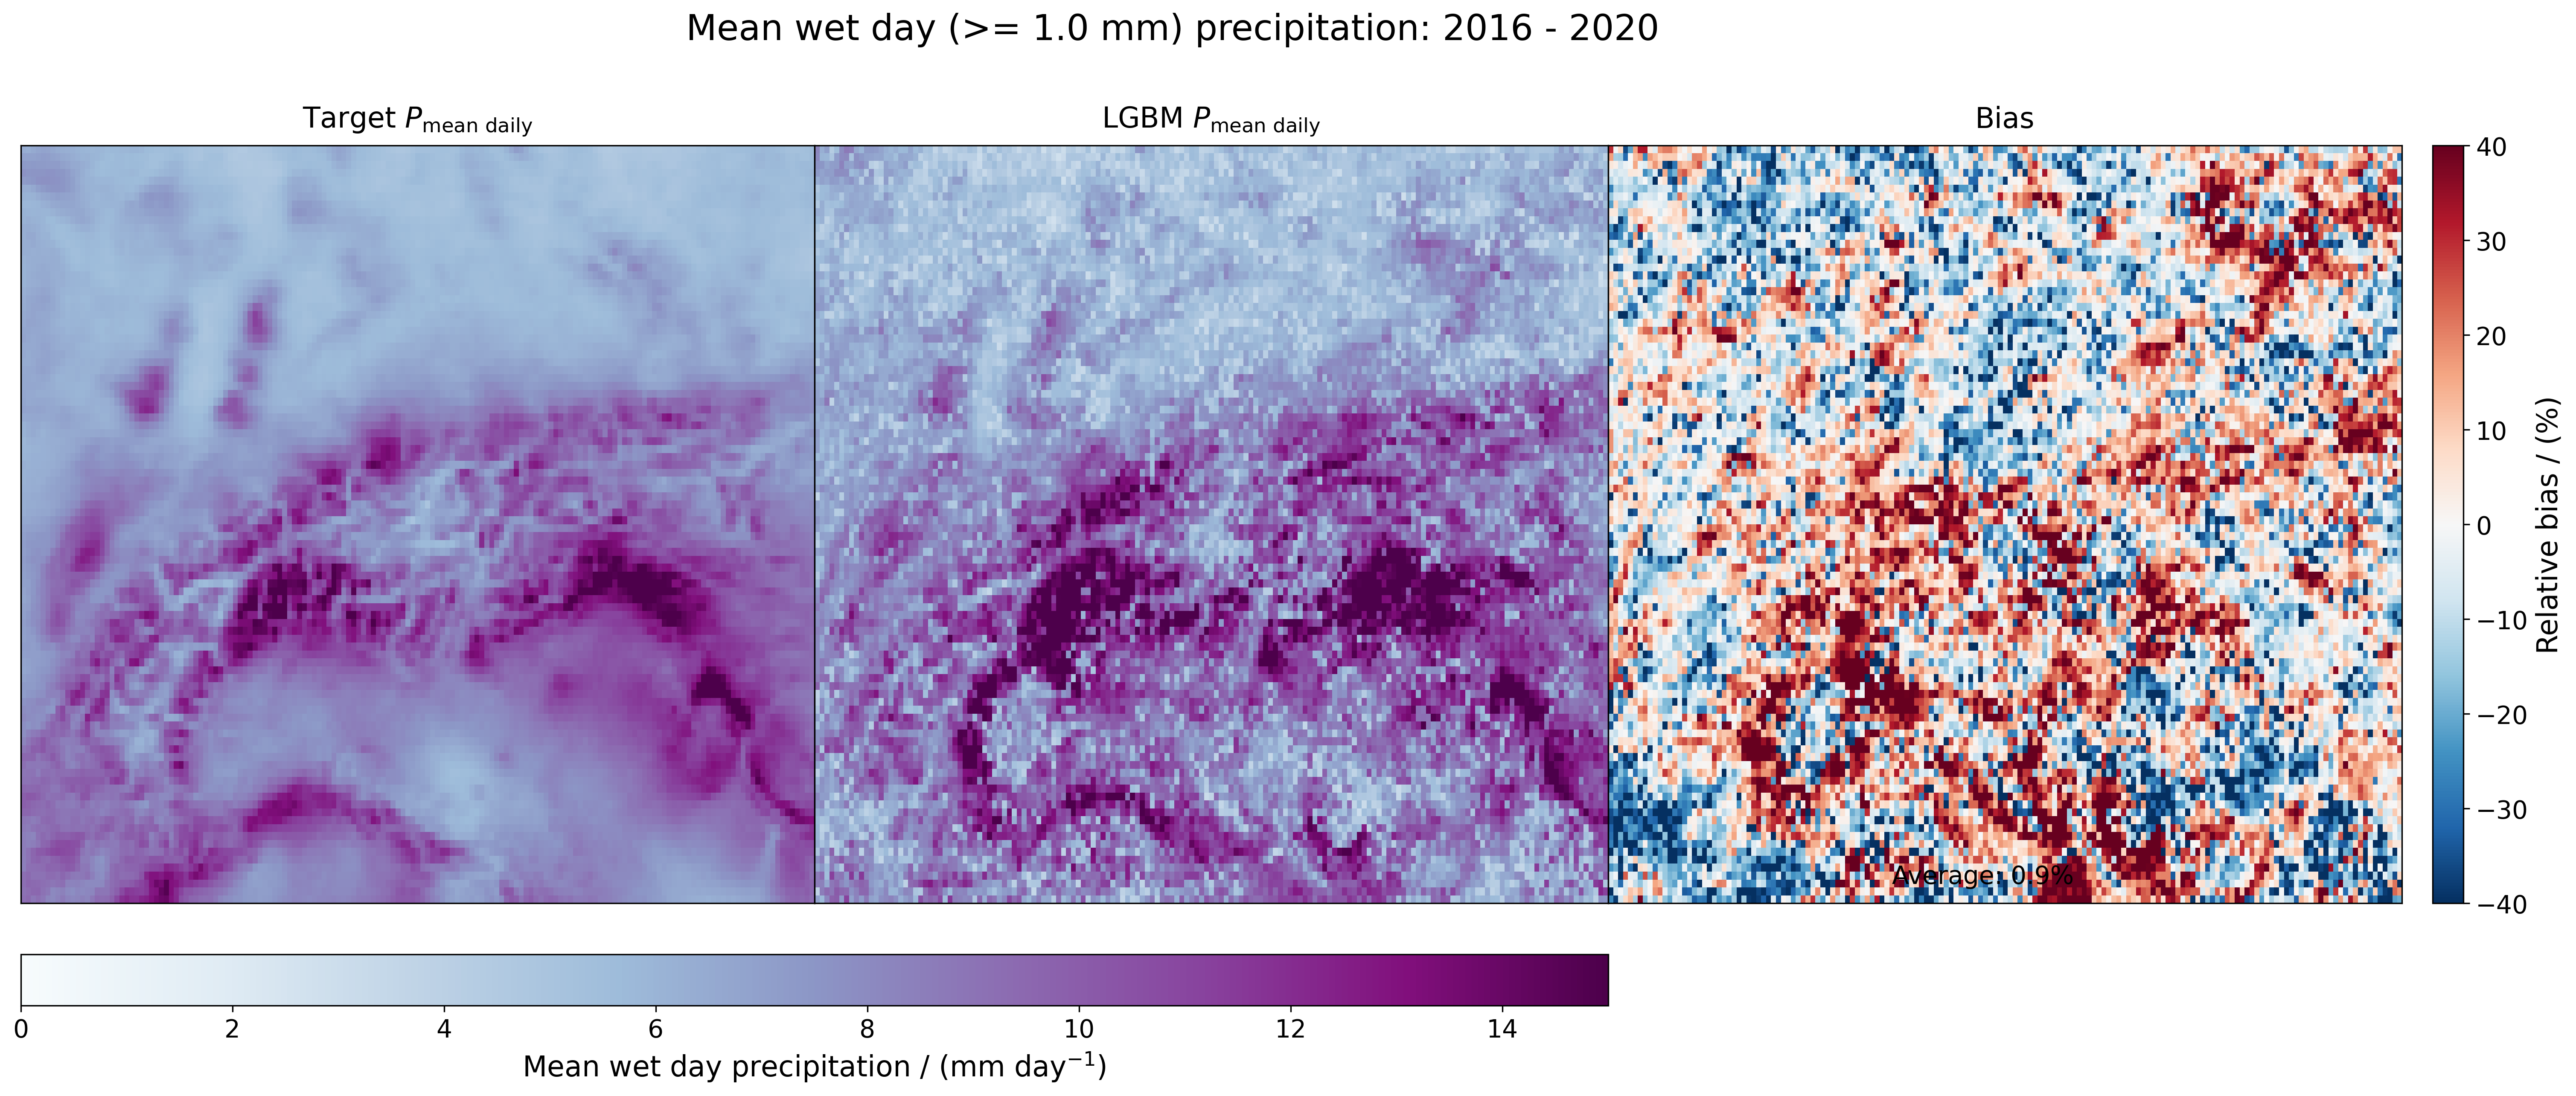 Mean wet day (>= 1.0 mm) precipitation: 2016 - 2020
Target P mean daily
LGBM P mean daily
Bias
Average: 0.9%
40
30
20
10
0
−10
−20
−30
−40
Relative bias / (%)
0 2 4 6 8 10 12 14
Mean wet day precipitation / (mm day⁻¹)